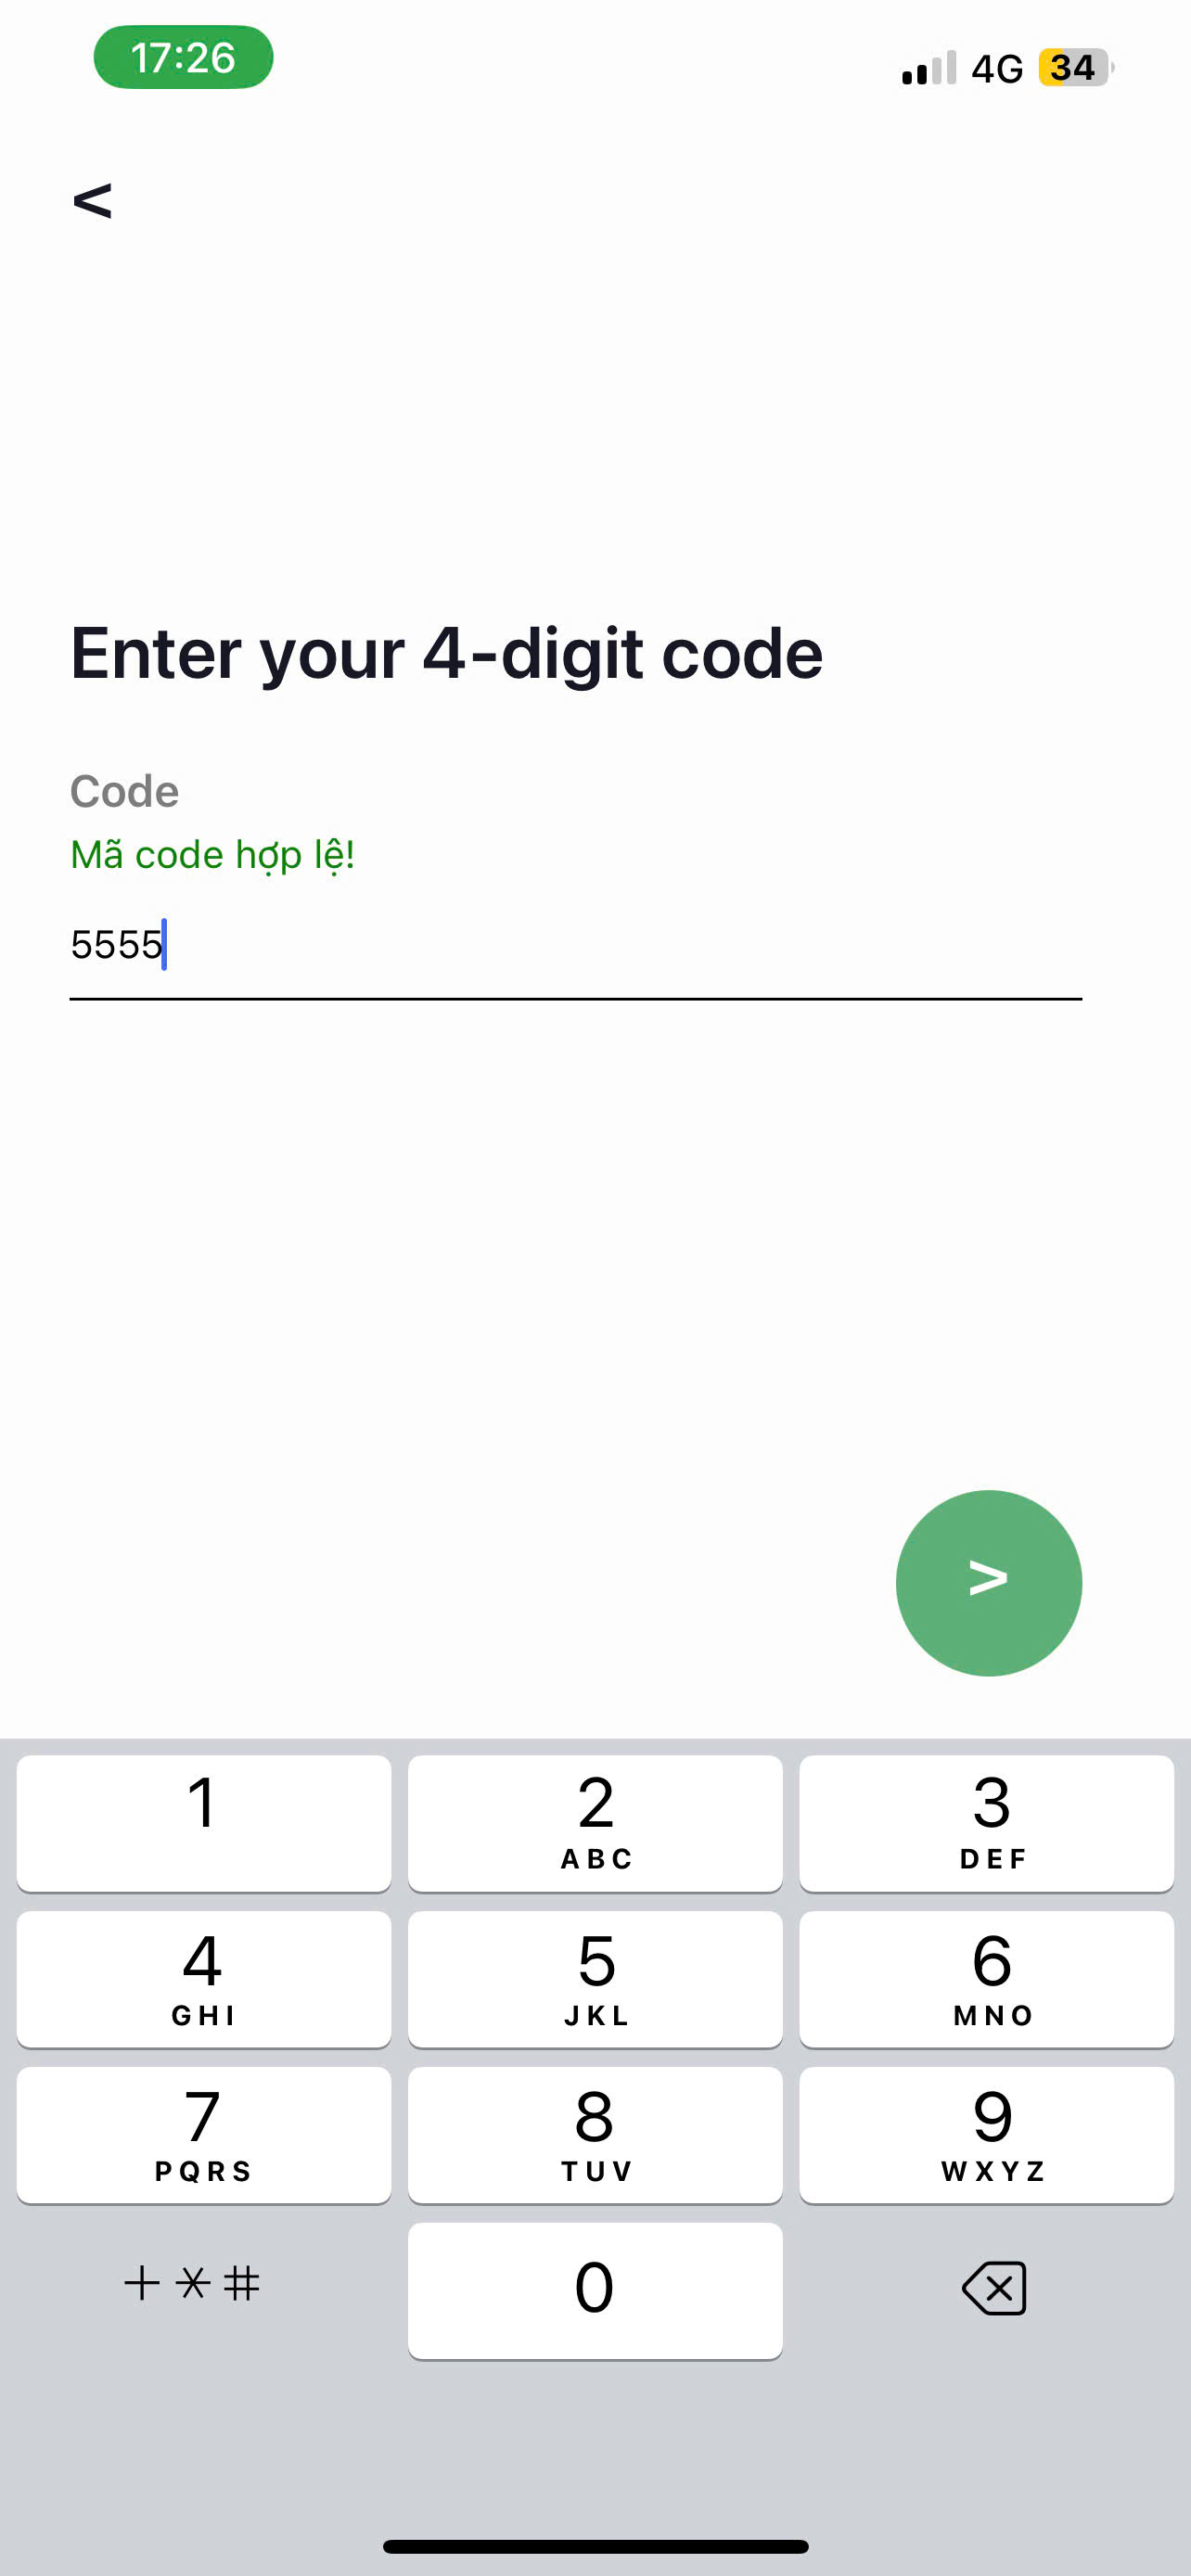 17:26
4G 34
<
Enter your 4-digit code
Code
Mã code hợp lệ!
5555
>
1
2
ABC
3
DEF
4
GHI
5
JKL
6
MNO
7
PQRS
8
TUV
9
WXYZ
+*#
0